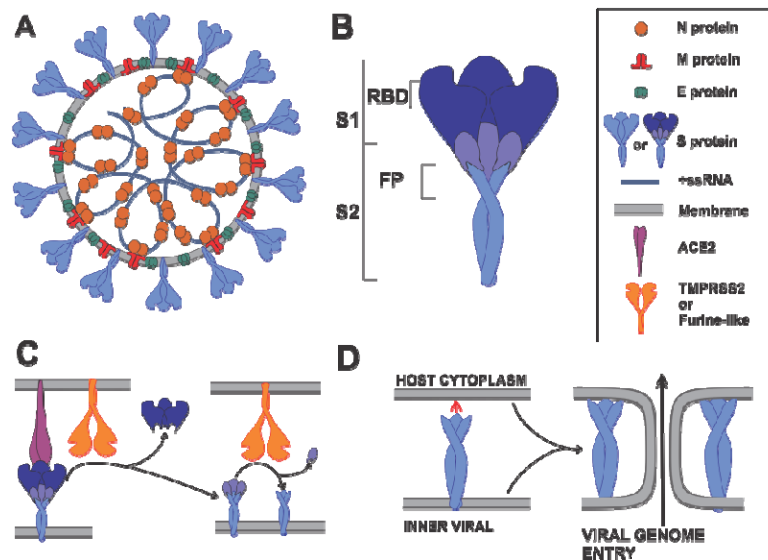 A
B
RBD
S1
FP
S2
N protein
M protein
E protein
or
S protein
+ssRNA
Membrane
ACE2
TMPRSS2
or
Furine-like
C
D
HOST CYTOPLASM
INNER VIRAL
VIRAL GENOME
ENTRY